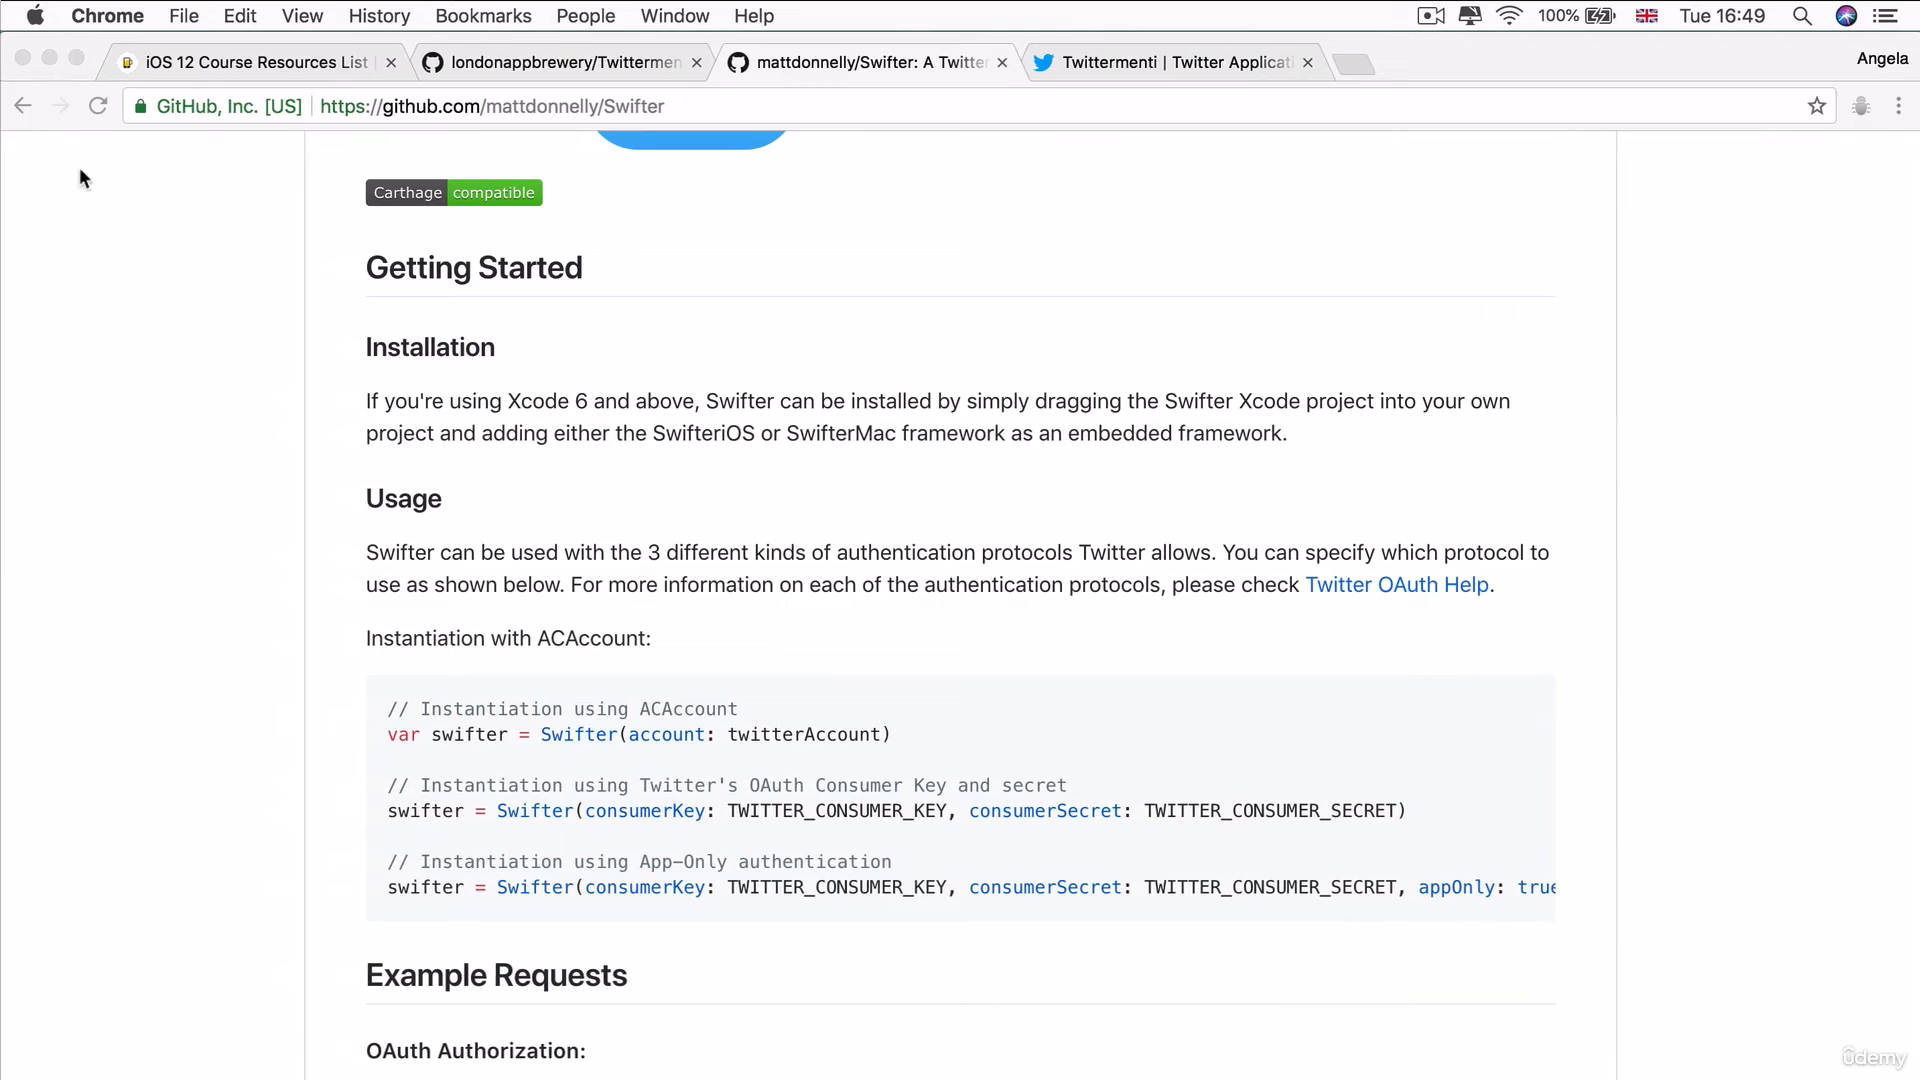 Chrome File Edit View History Bookmarks People Window Help 100% Tue 16:49
iOS 12 Course Resources List londonappbrewery/Twittermen mattdonnelly/Swifter: A Twitte Twittermenti | Twitter Applicati Angela
GitHub, Inc. [US] https://github.com/mattdonnelly/Swifter
Carthage compatible
Getting Started
Installation
If you're using Xcode 6 and above, Swifter can be installed by simply dragging the Swifter Xcode project into your own
project and adding either the SwifteriOS or SwifterMac framework as an embedded framework.
Usage
Swifter can be used with the 3 different kinds of authentication protocols Twitter allows. You can specify which protocol to
use as shown below. For more information on each of the authentication protocols, please check Twitter OAuth Help.
Instantiation with ACAccount:
// Instantiation using ACAccount
var swifter = Swifter(account: twitterAccount)
// Instantiation using Twitter's OAuth Consumer Key and secret
swifter = Swifter(consumerKey: TWITTER_CONSUMER_KEY, consumerSecret: TWITTER_CONSUMER_SECRET)
// Instantiation using App-Only authentication
swifter = Swifter(consumerKey: TWITTER_CONSUMER_KEY, consumerSecret: TWITTER_CONSUMER_SECRET, appOnly: true
Example Requests
OAuth Authorization:
ûdemy